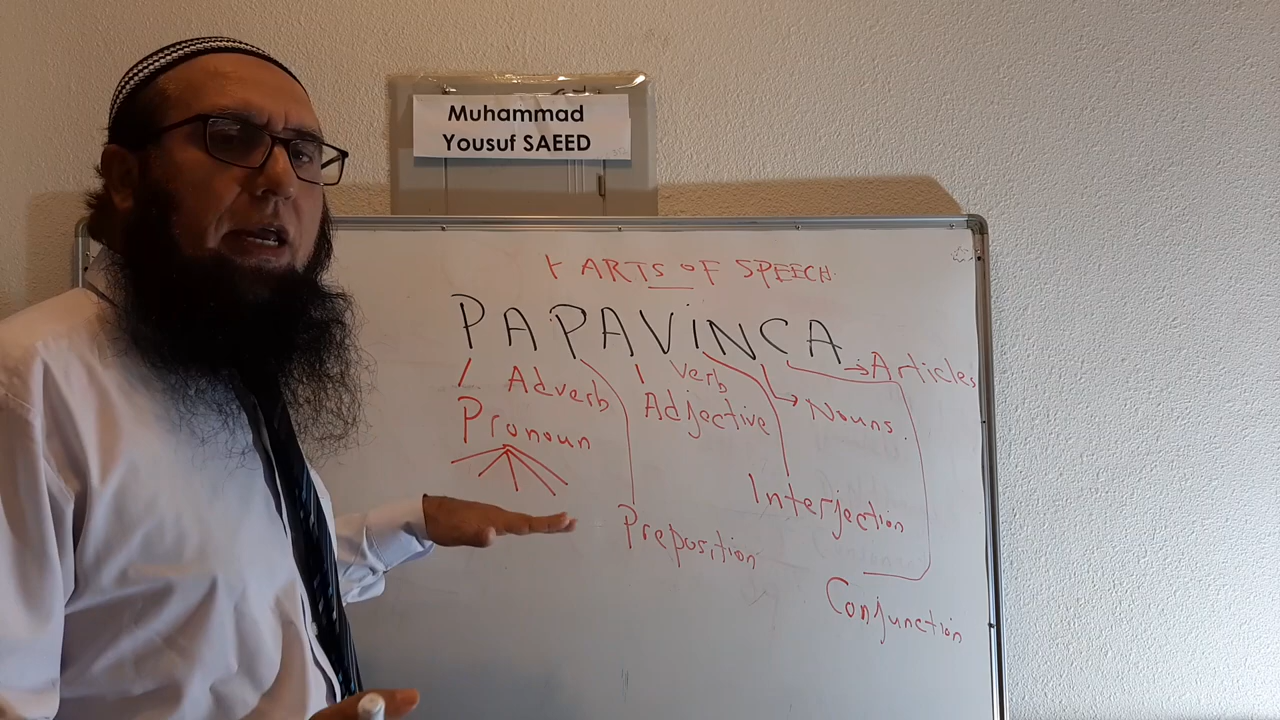 Muhammad
Yousuf SAEED
PARTS OF SPEECH
PAPAViNCA
Articles
Verb
Adverb
Adjective
Nouns.
Pronoun
Interjection
Preposition
Conjunction